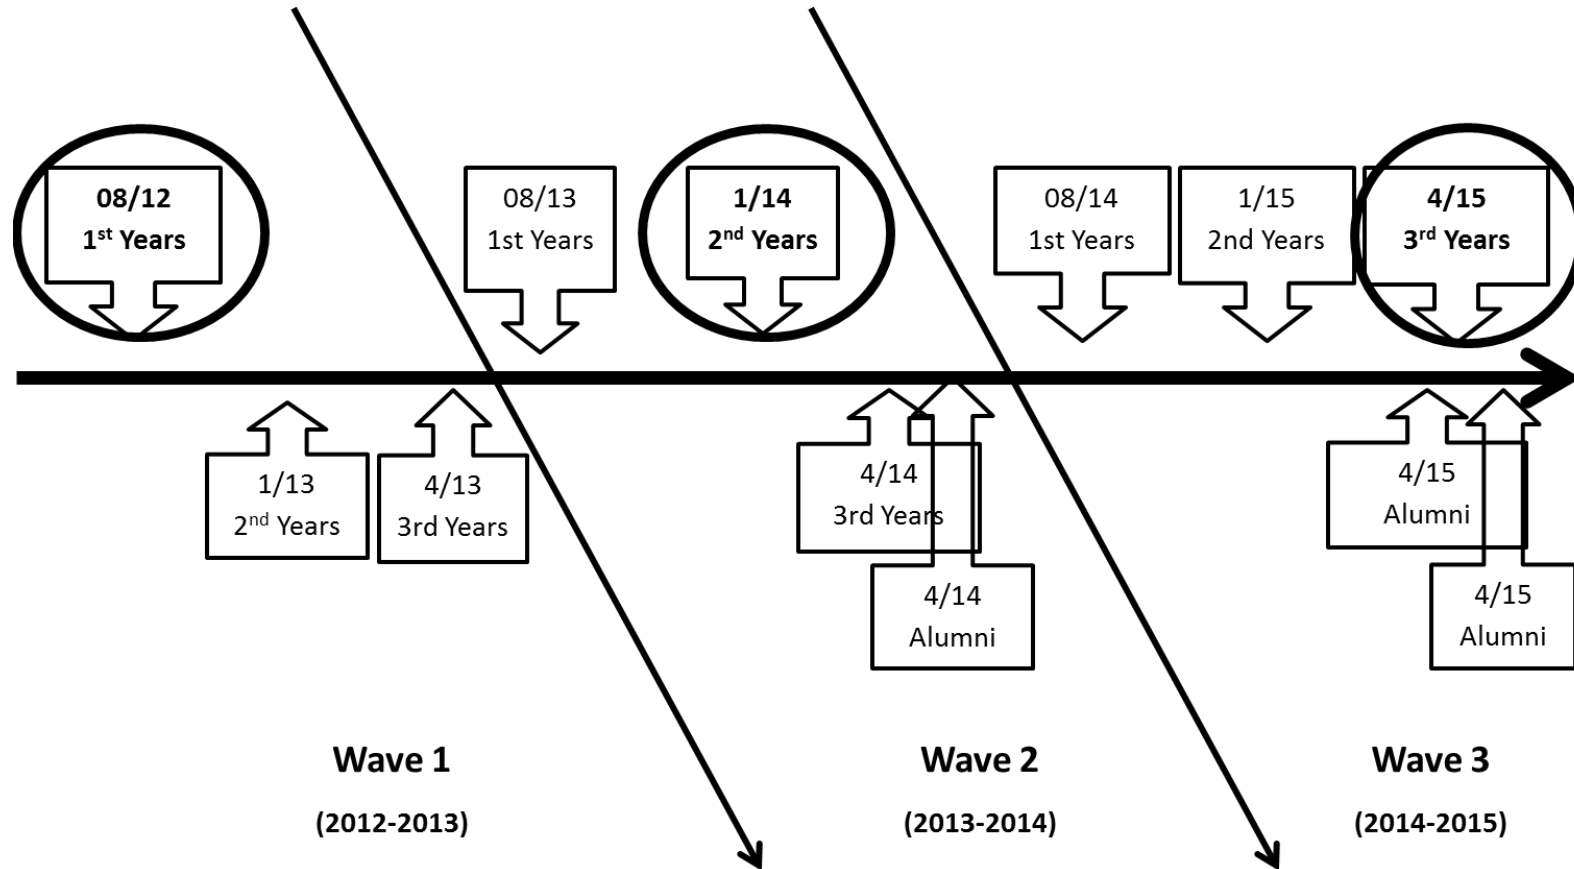 08/12
1st Years
08/13
1st Years
1/14
2nd Years
08/14
1st Years
1/15
2nd Years
4/15
3rd Years
1/13
2nd Years
4/13
3rd Years
4/14
3rd Years
4/14
Alumni
4/15
Alumni
4/15
Alumni
Wave 1
(2012-2013)
Wave 2
(2013-2014)
Wave 3
(2014-2015)